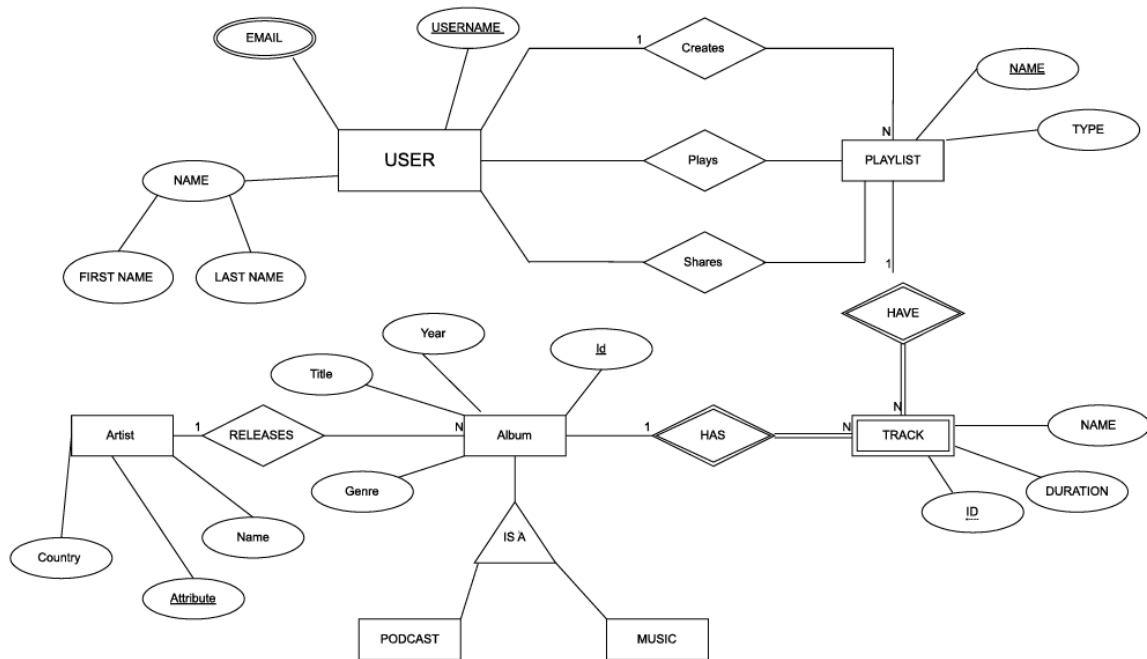 EMAIL
USERNAME
1
Creates
NAME
N
TYPE
USER
Plays
PLAYLIST
NAME
FIRST NAME
LAST NAME
Shares
1
HAVE
Year
Id
Title
N
NAME
Artist
1
RELEASES
N
Album
1
HAS
N
TRACK
Genre
DURATION
ID
Name
IS A
Country
Attribute
PODCAST
MUSIC